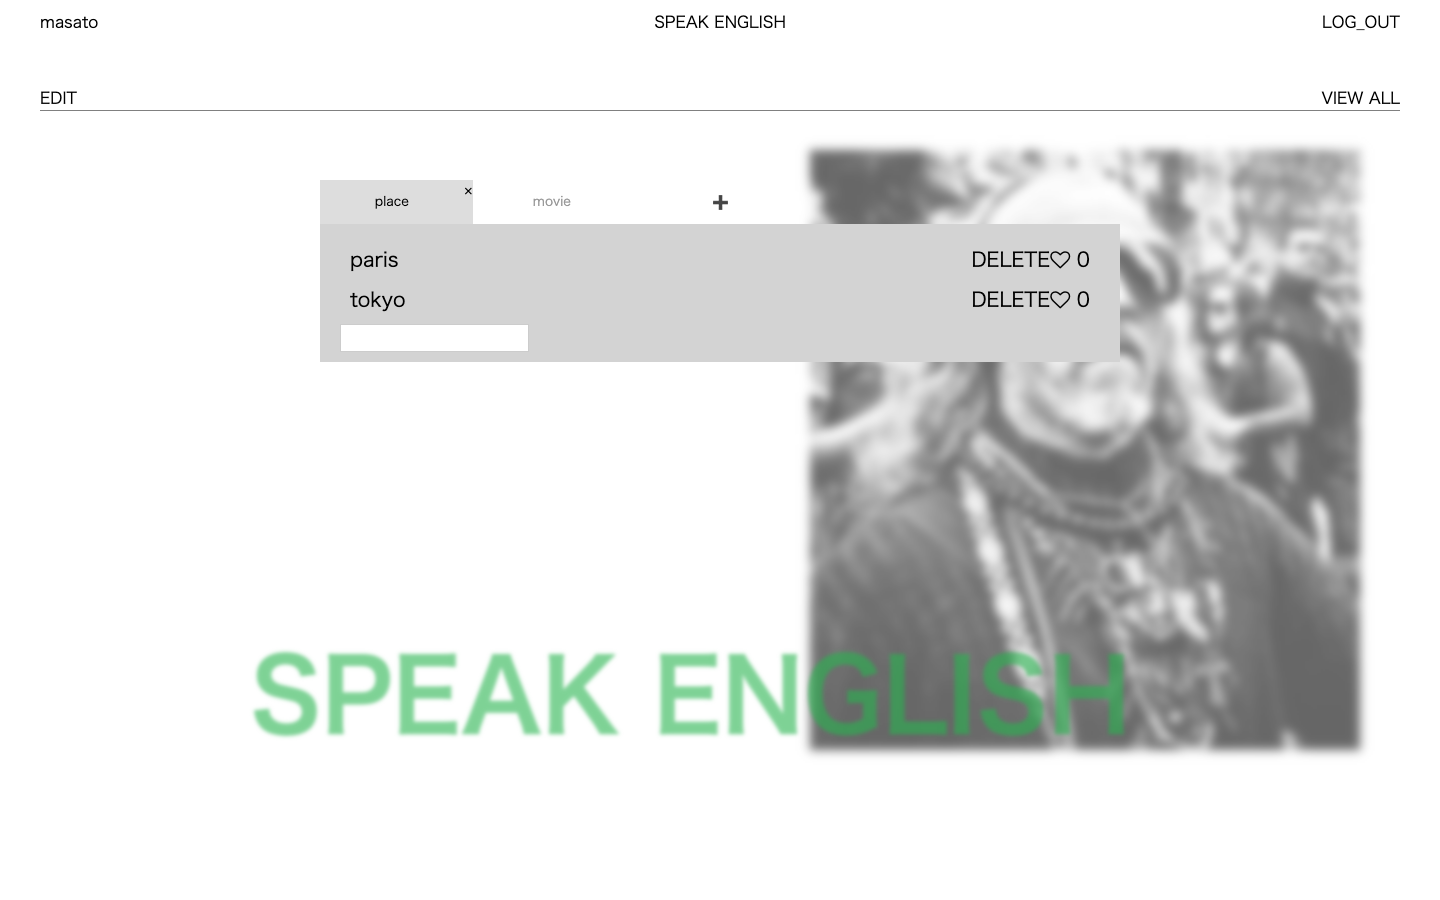 masato SPEAK ENGLISH LOG_OUT
EDIT VIEW ALL
place × movie +
paris DELETE♡ 0
tokyo DELETE♡ 0
SPEAK ENGLISH